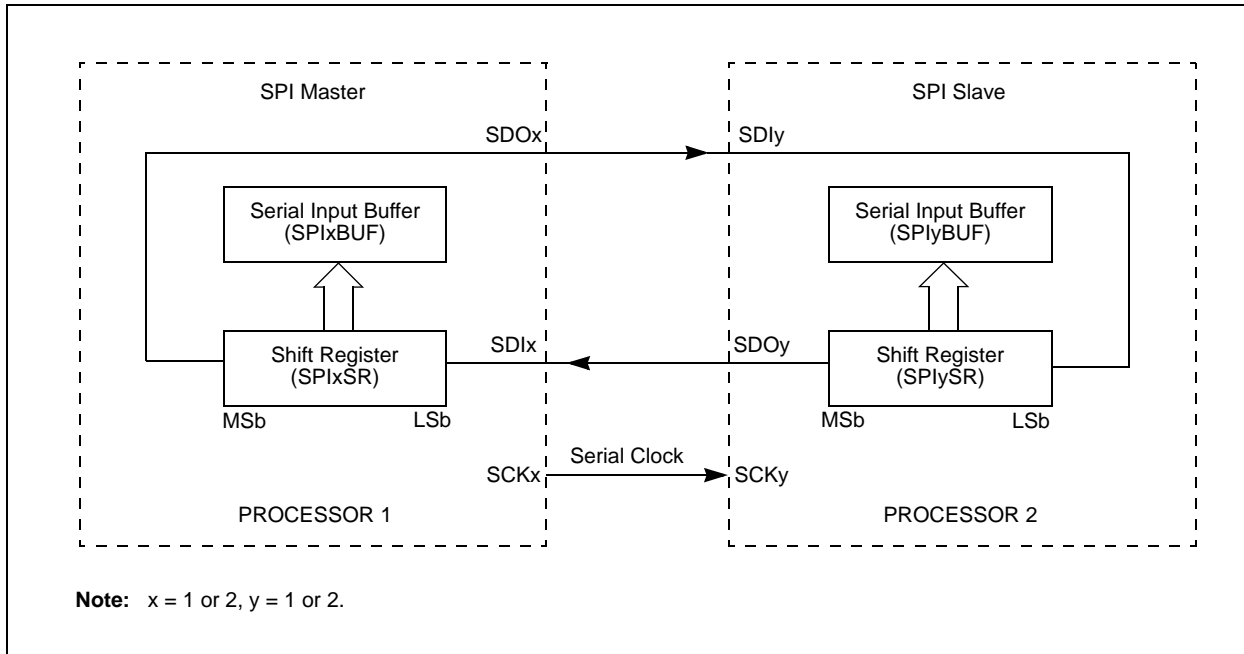 SPI Master
SPI Slave
SDOx
SDIy
Serial Input Buffer
(SPIxBUF)
Serial Input Buffer
(SPIyBUF)
Shift Register
(SPIxSR)
MSb
LSb
SDIx
SDOy
Shift Register
(SPIySR)
MSb
LSb
Serial Clock
SCKx
SCKy
PROCESSOR 1
PROCESSOR 2
Note: x = 1 or 2, y = 1 or 2.